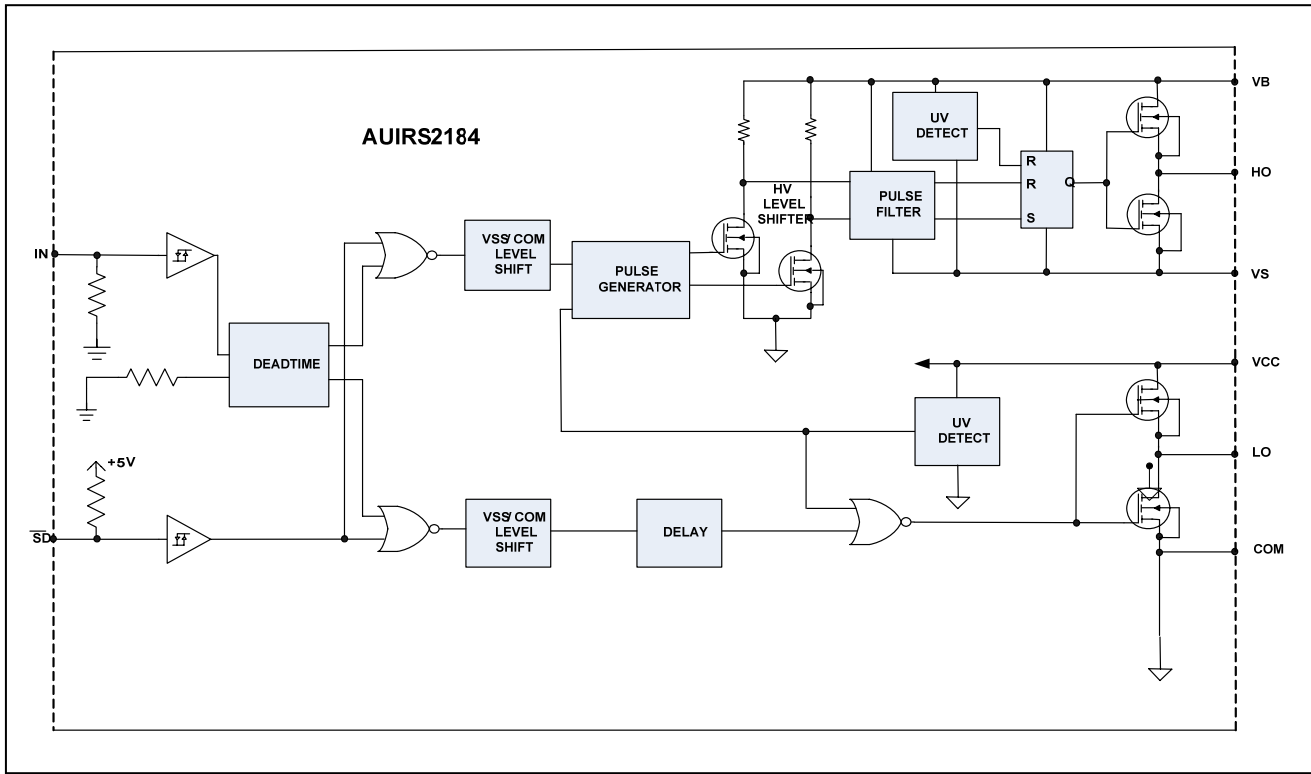 AUIRS2184
VB
UV
DETECT
R
R
Q
S
HO
HV
LEVEL
SHIFTER
PULSE
FILTER
IN
VSS/COM
LEVEL
SHIFT
PULSE
GENERATOR
VS
DEADTIME
VCC
UV
DETECT
LO
+5V
SD
VSS/COM
LEVEL
SHIFT
DELAY
COM